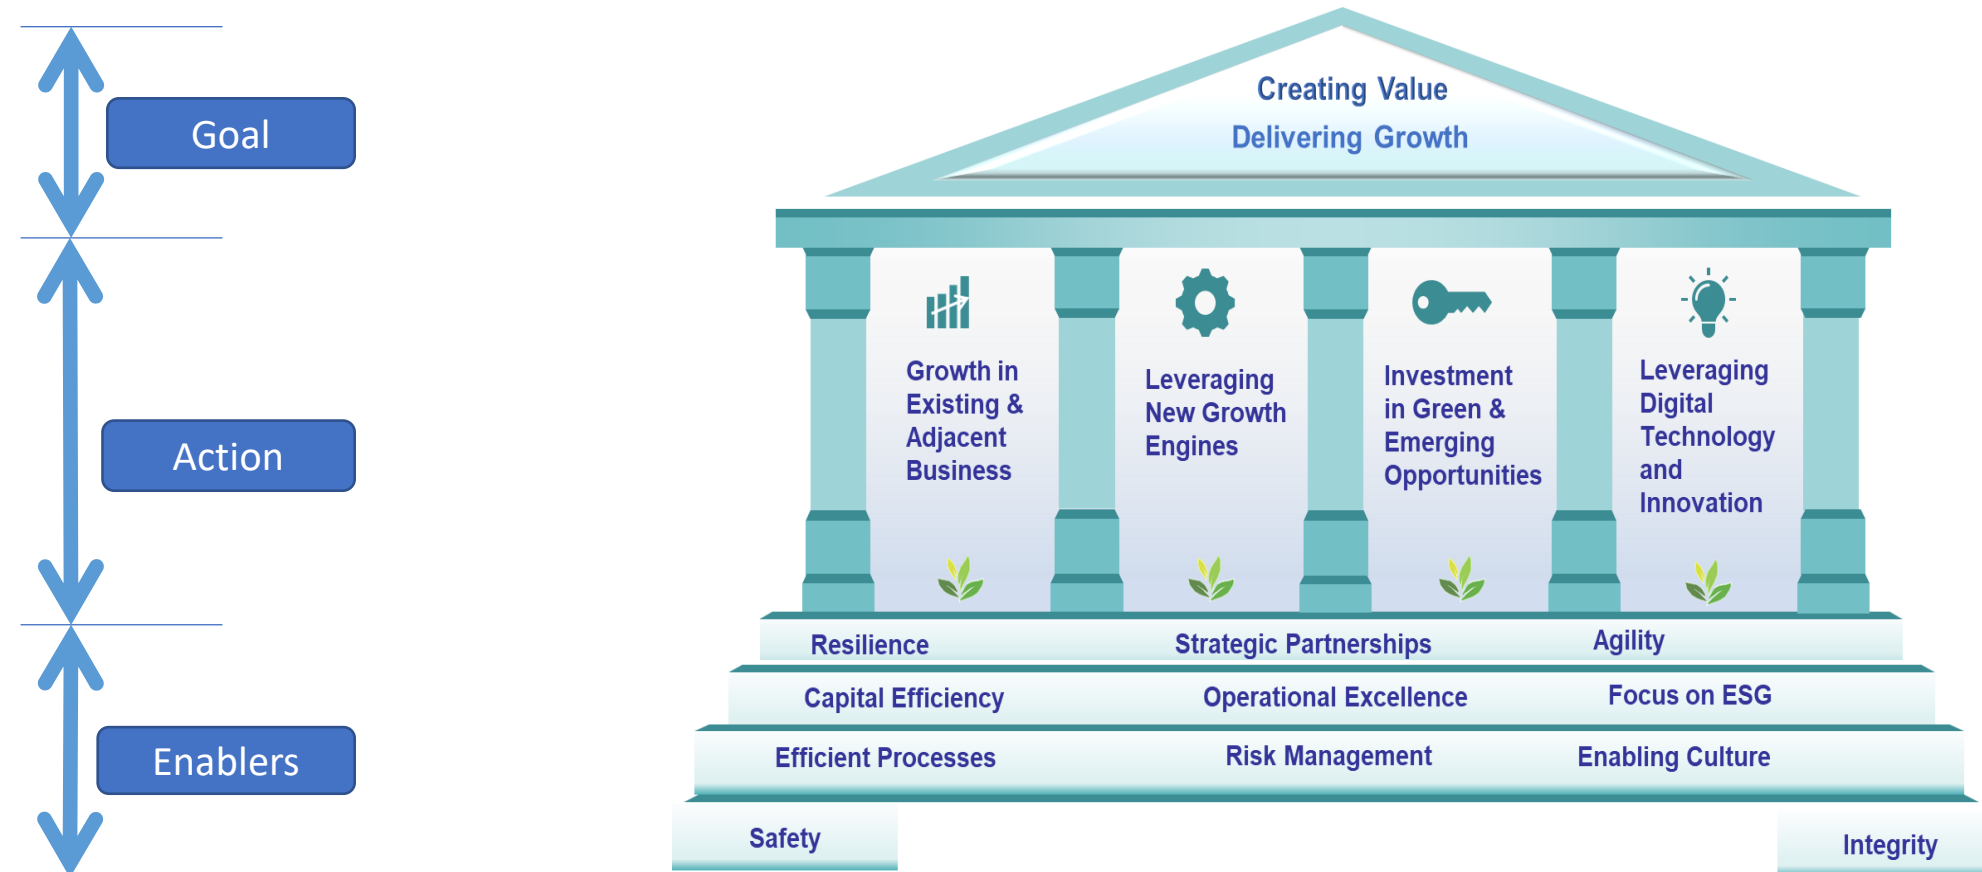 Goal
Creating Value
Delivering Growth
Action
Growth in
Existing &
Adjacent
Business
Leveraging
New Growth
Engines
Investment
in Green &
Emerging
Opportunities
Leveraging
Digital
Technology
and
Innovation
Enablers
Resilience Strategic Partnerships Agility
Capital Efficiency Operational Excellence Focus on ESG
Efficient Processes Risk Management Enabling Culture
Safety Integrity